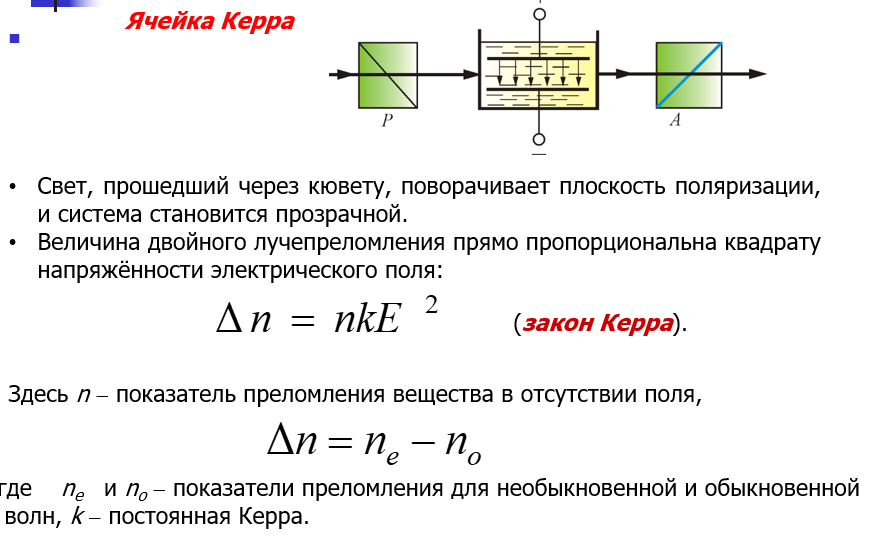 Ячейка Керра
+
P
A
–
• Свет, прошедший через кювету, поворачивает плоскость поляризации,
и система становится прозрачной.
• Величина двойного лучепреломления прямо пропорциональна квадрату
напряжённости электрического поля:
Δn = nkE²
(закон Керра).
Здесь n – показатель преломления вещества в отсутствии поля,
Δn = nₑ − nₒ
где nₑ и nₒ – показатели преломления для необыкновенной и обыкновенной
волн, k – постоянная Керра.